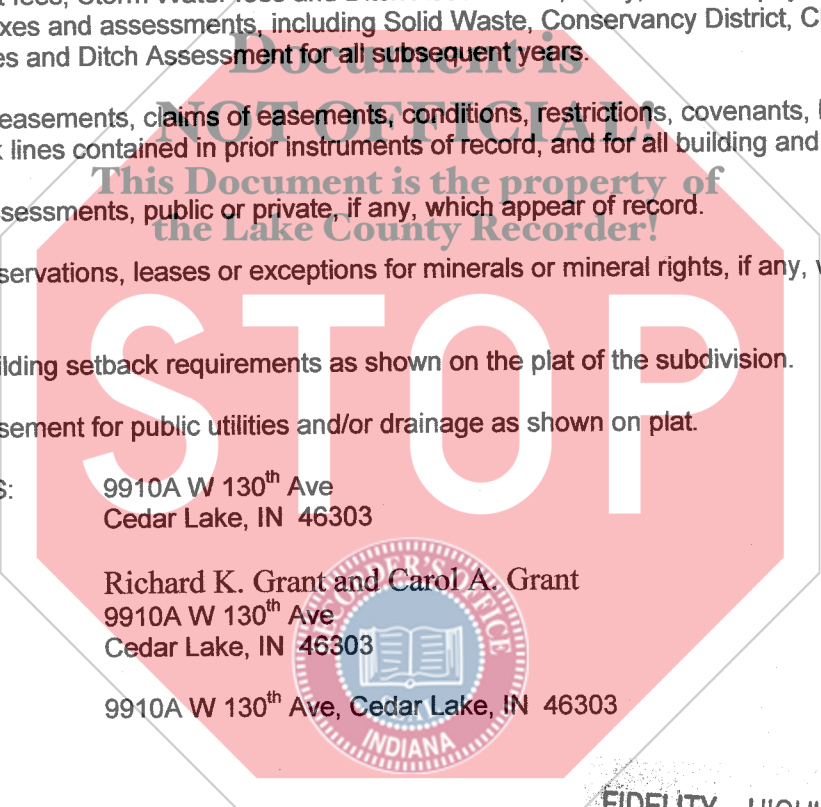 xes and assessments, including Solid Waste, Conservancy District, C
es and Ditch Assessment for all subsequent years.
Document is
NOT OFFICIAL!
easements, claims of easements, conditions, restrictions, covenants,
lines contained in prior instruments of record, and for all building and
This Document is the property of
sessments, public or private, if any, which appear of record.
the Lake County Recorder!
servations, leases or exceptions for minerals or mineral rights, if any,
STOP
ilding setback requirements as shown on the plat of the subdivision.
sement for public utilities and/or drainage as shown on plat.
S: 9910A W 130th Ave
Cedar Lake, IN 46303
Richard K. Grant and Carol A. Grant
9910A W 130th Ave
Cedar Lake, IN 46303
9910A W 130th Ave, Cedar Lake, IN 46303
RECORDER'S OFFICE
SEAL
INDIANA
FIDELITY